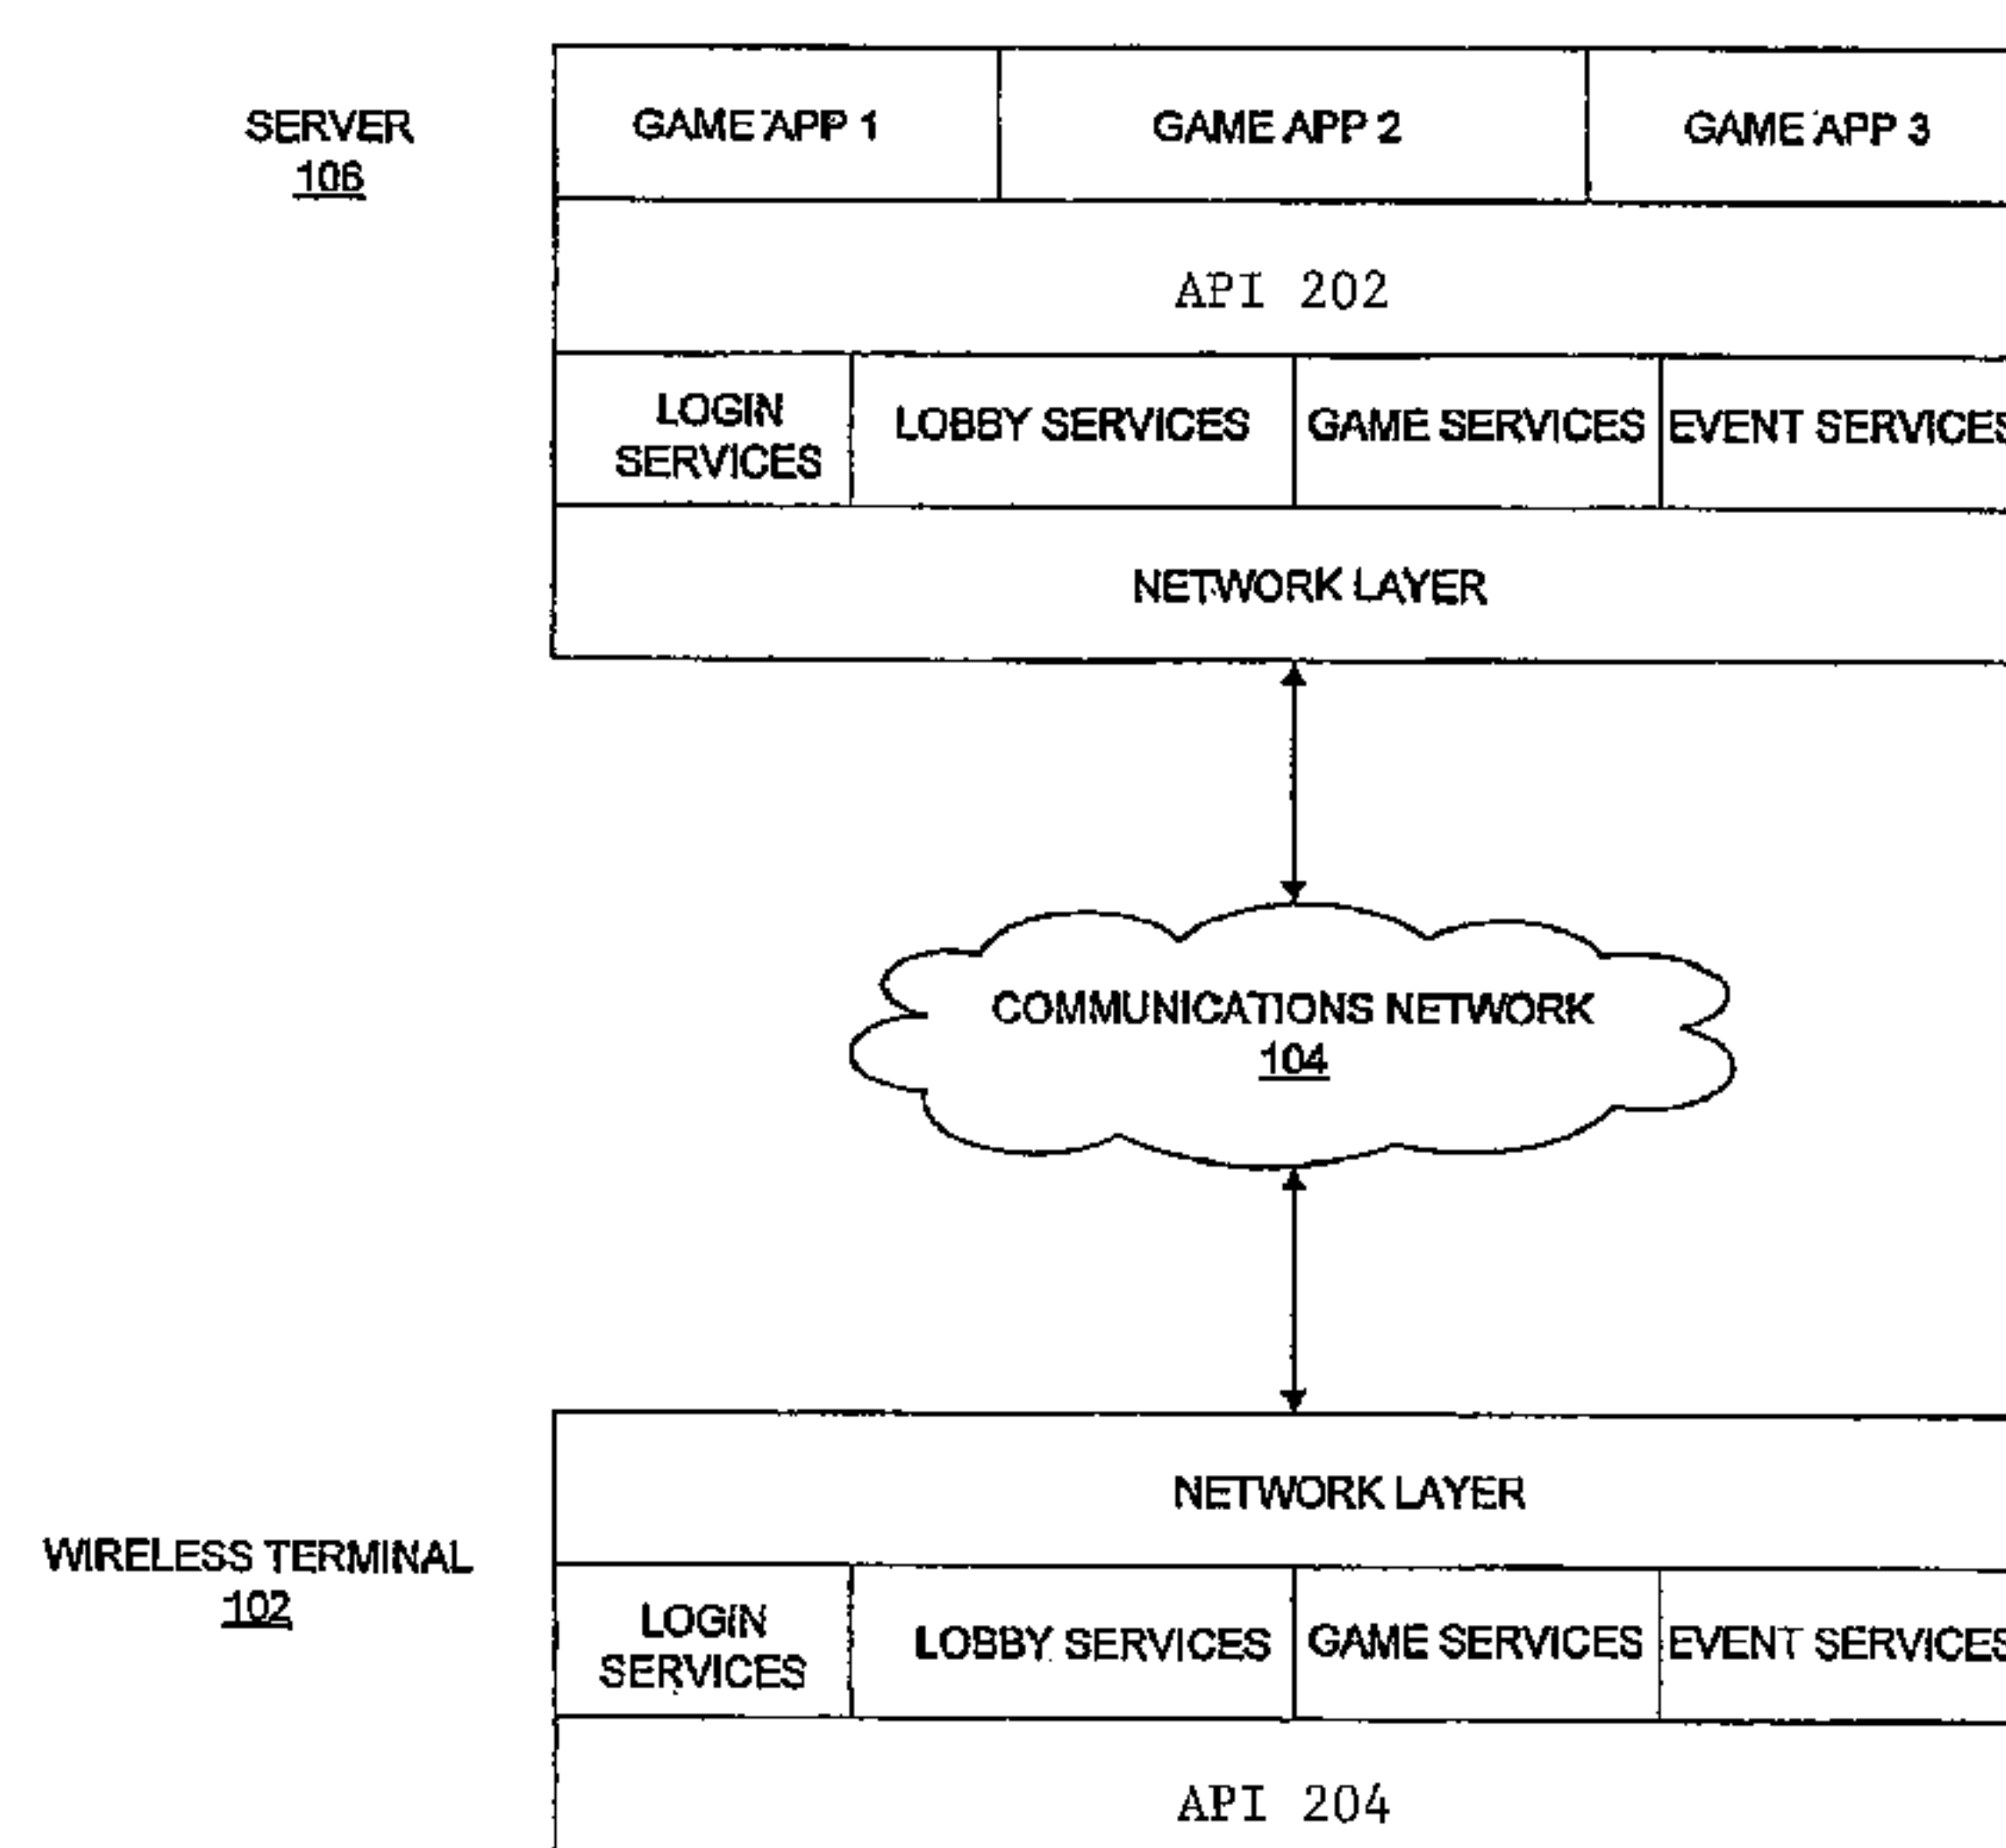 SERVER
106
GAME APP 1
GAME APP 2
GAME APP 3
API 202
LOGIN
SERVICES
LOBBY SERVICES
GAME SERVICES
EVENT SERVICES
NETWORK LAYER
COMMUNICATIONS NETWORK
104
NETWORK LAYER
WIRELESS TERMINAL
102
LOGIN
SERVICES
LOBBY SERVICES
GAME SERVICES
EVENT SERVICES
API 204